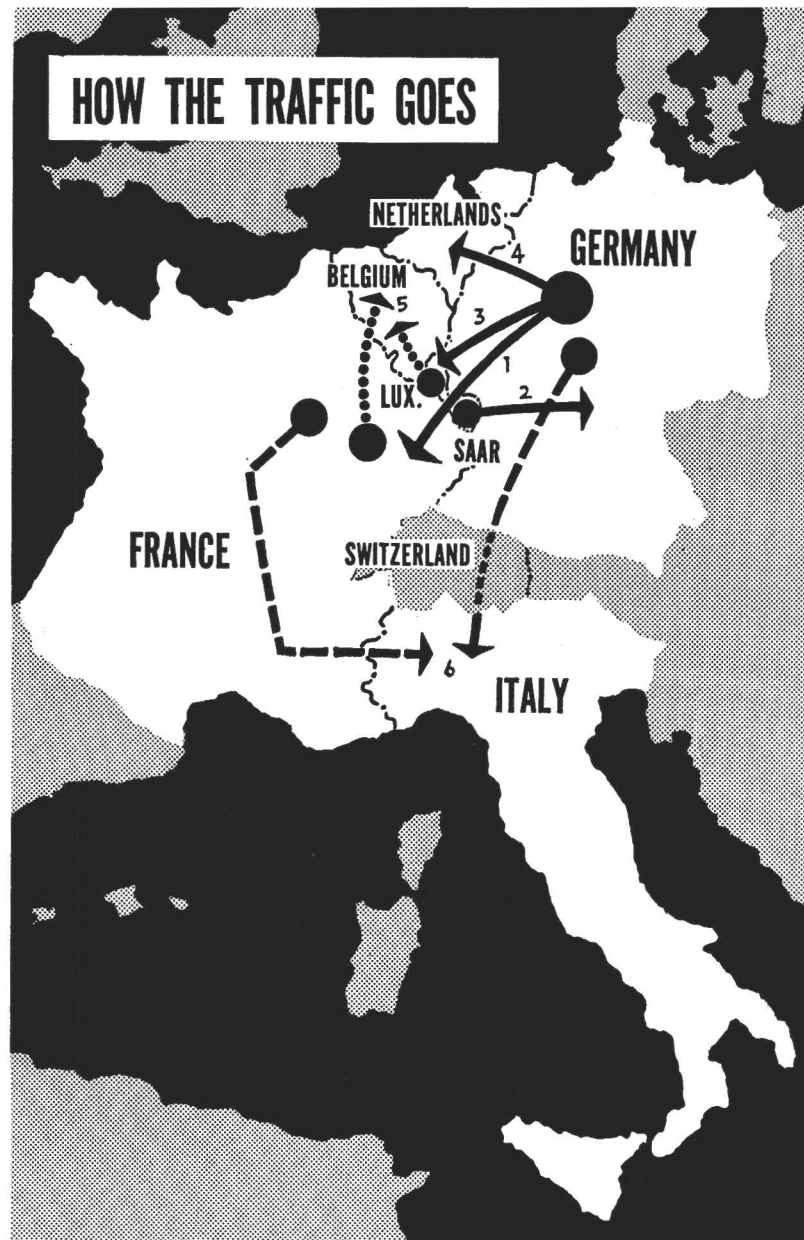 HOW THE TRAFFIC GOES
NETHERLANDS
4
GERMANY
BELGIUM
5
3
1
LUX.
2
SAAR
FRANCE
SWITZERLAND
6
ITALY